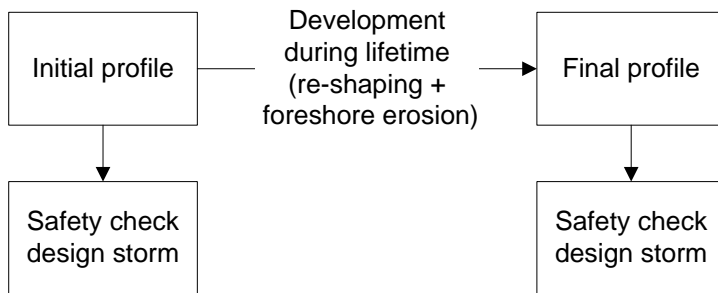 Initial profile
Development
during lifetime
(re-shaping +
foreshore erosion)
Final profile
Safety check
design storm
Safety check
design storm